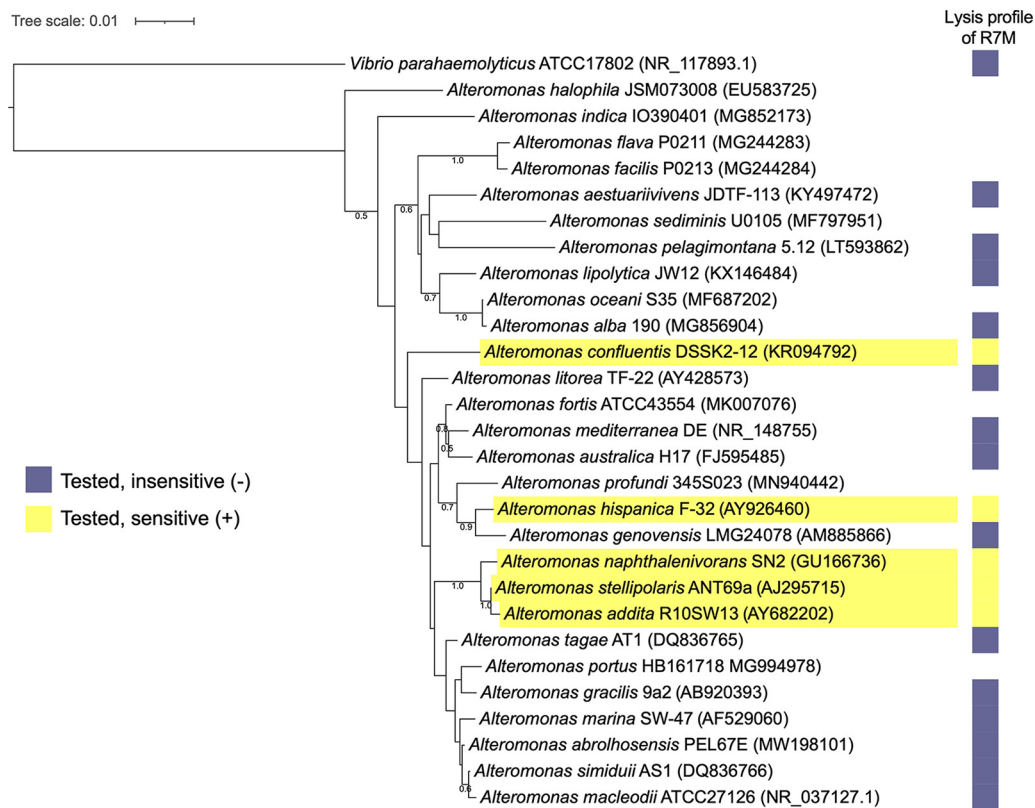 Tree scale: 0.01
Lysis profile
of R7M
Vibrio parahaemolyticus ATCC17802 (NR_117893.1)
Alteromonas halophila JSM073008 (EU583725)
Alteromonas indica IO390401 (MG852173)
Alteromonas flava P0211 (MG244283)
1.0
Alteromonas facilis P0213 (MG244284)
Alteromonas aestuariivivens JDTF-113 (KY497472)
0.6
0.5
Alteromonas sediminis U0105 (MF797951)
Alteromonas pelagimontana 5.12 (LT593862)
Alteromonas lipolytica JW12 (KX146484)
0.7
Alteromonas oceani S35 (MF687202)
1.0
Alteromonas alba 190 (MG856904)
Alteromonas confluentis DSSK2-12 (KR094792)
Alteromonas litorea TF-22 (AY428573)
Alteromonas fortis ATCC43554 (MK007076)
0.8
Alteromonas mediterranea DE (NR_148755)
0.5
Alteromonas australica H17 (FJ595485)
Tested, insensitive (-)
Alteromonas profundi 345S023 (MN940442)
0.7
Alteromonas hispanica F-32 (AY926460)
Tested, sensitive (+)
0.9
Alteromonas genovensis LMG24078 (AM885866)
Alteromonas naphthalenivorans SN2 (GU166736)
1.0
Alteromonas stellipolaris ANT69a (AJ295715)
1.0
Alteromonas addita R10SW13 (AY682202)
Alteromonas tagae AT1 (DQ836765)
Alteromonas portus HB161718 MG994978)
Alteromonas gracilis 9a2 (AB920393)
Alteromonas marina SW-47 (AF529060)
Alteromonas abrolhosensis PEL67E (MW198101)
Alteromonas simiduii AS1 (DQ836766)
0.6
Alteromonas macleodii ATCC27126 (NR_037127.1)